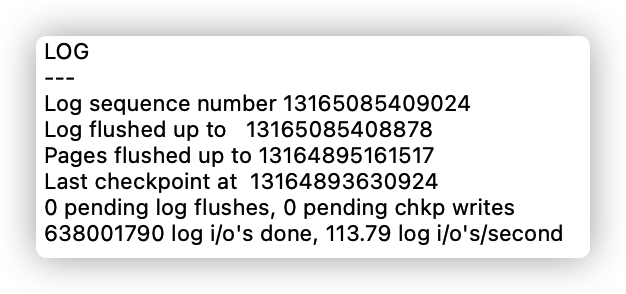 LOG
---
Log sequence number 13165085409024
Log flushed up to   13165085408878
Pages flushed up to 13164895161517
Last checkpoint at  13164893630924
0 pending log flushes, 0 pending chkp writes
638001790 log i/o's done, 113.79 log i/o's/second